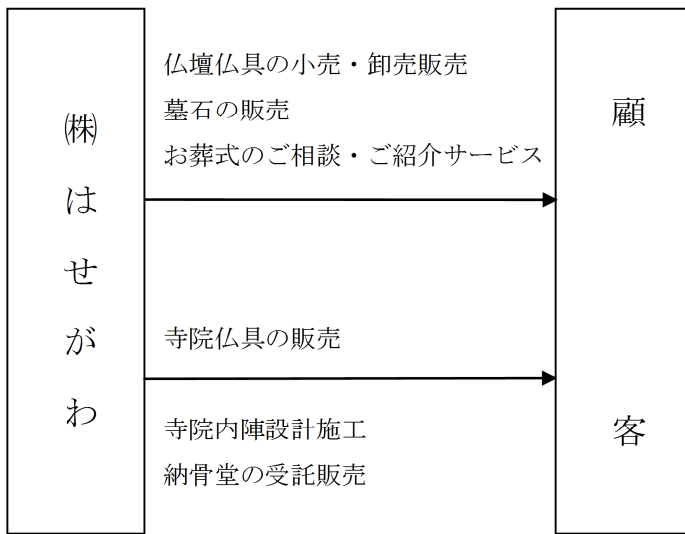 ㈱はせがわ
仏壇仏具の小売・卸売販売
墓石の販売
お葬式のご相談・ご紹介サービス
寺院仏具の販売
寺院内陣設計施工
納骨堂の受託販売
顧客